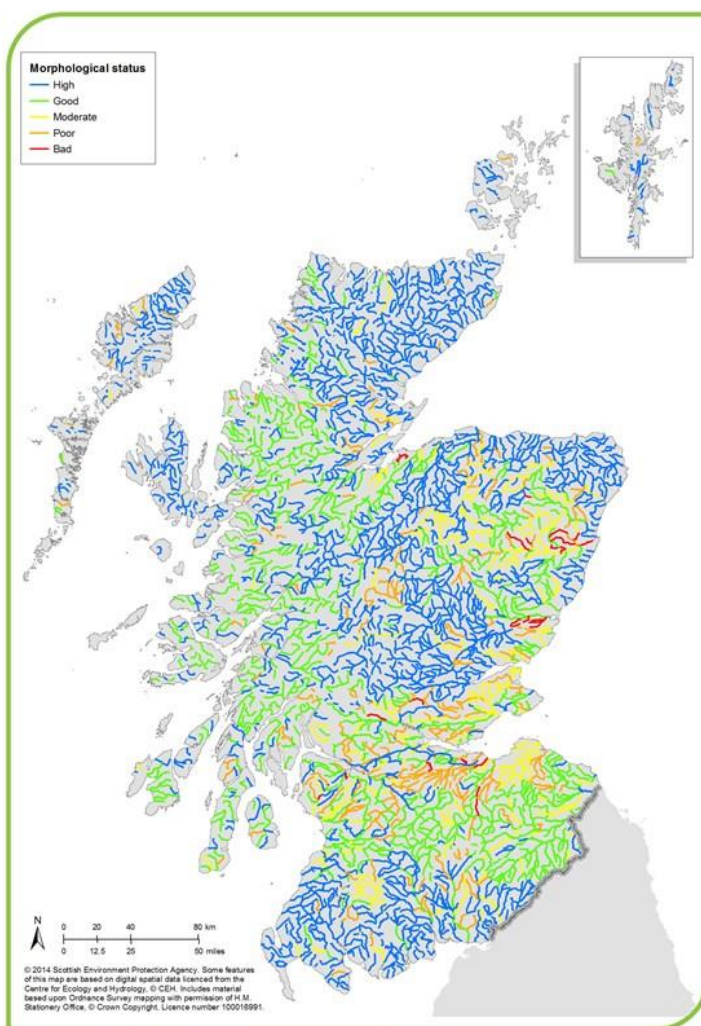 Morphological status
High
Good
Moderate
Poor
Bad
N
0 20 40 80 km
0 12.5 25 50 miles
© 2014 Scottish Environment Protection Agency. Some features
of this map are based on digital spatial data licenced from the
Centre for Ecology and Hydrology, © CEH. Includes material
based upon Ordnance Survey mapping with permission of H.M.
Stationery Office, © Crown Copyright. Licence number 100016991.